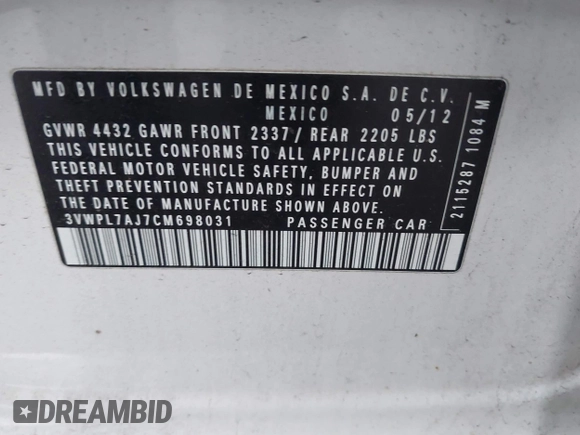 MFD BY VOLKSWAGEN DE MEXICO S.A. DE C.V.
MEXICO 05/12
GVWR 4432 GAWR FRONT 2337/ REAR 2205 LBS
THIS VEHICLE CONFORMS TO ALL APPLICABLE U.S.
FEDERAL MOTOR VEHICLE SAFETY, BUMPER AND
THEFT PREVENTION STANDARDS IN EFFECT ON
THE DATE OF MANUFACTURE SHOWN ABOVE.
3VWPL7AJ7CM698031 PASSENGER CAR
2115287 1084 M
DREAMBID